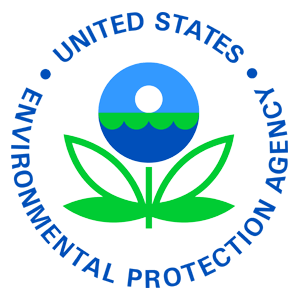 UNITED STATES
ENVIRONMENTAL PROTECTION AGENCY